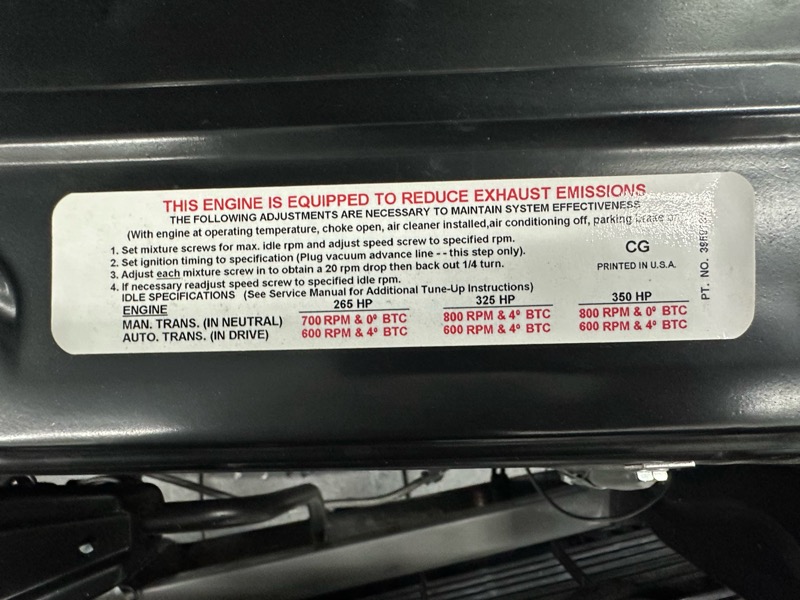 THIS ENGINE IS EQUIPPED TO REDUCE EXHAUST EMISSIONS
THE FOLLOWING ADJUSTMENTS ARE NECESSARY TO MAINTAIN SYSTEM EFFECTIVENESS
(With engine at operating temperature, choke open, air cleaner installed,air conditioning off, parking brake
1. Set mixture screws for max. idle rpm and adjust speed screw to specified rpm.
2. Set ignition timing to specification (Plug vacuum advance line - - this step only).
3. Adjust each mixture screw in to obtain a 20 rpm drop then back out 1/4 turn.
4. If necessary readjust speed screw to specified idle rpm.
CG
PRINTED IN U.S.A.
PT. NO.
IDLE SPECIFICATIONS (See Service Manual for Additional Tune-Up Instructions)
ENGINE 265 HP 325 HP 350 HP
MAN. TRANS. (IN NEUTRAL) 700 RPM & 0º BTC 800 RPM & 4º BTC 800 RPM & 0º BTC
AUTO. TRANS. (IN DRIVE) 600 RPM & 4º BTC 600 RPM & 4º BTC 600 RPM & 4º BTC